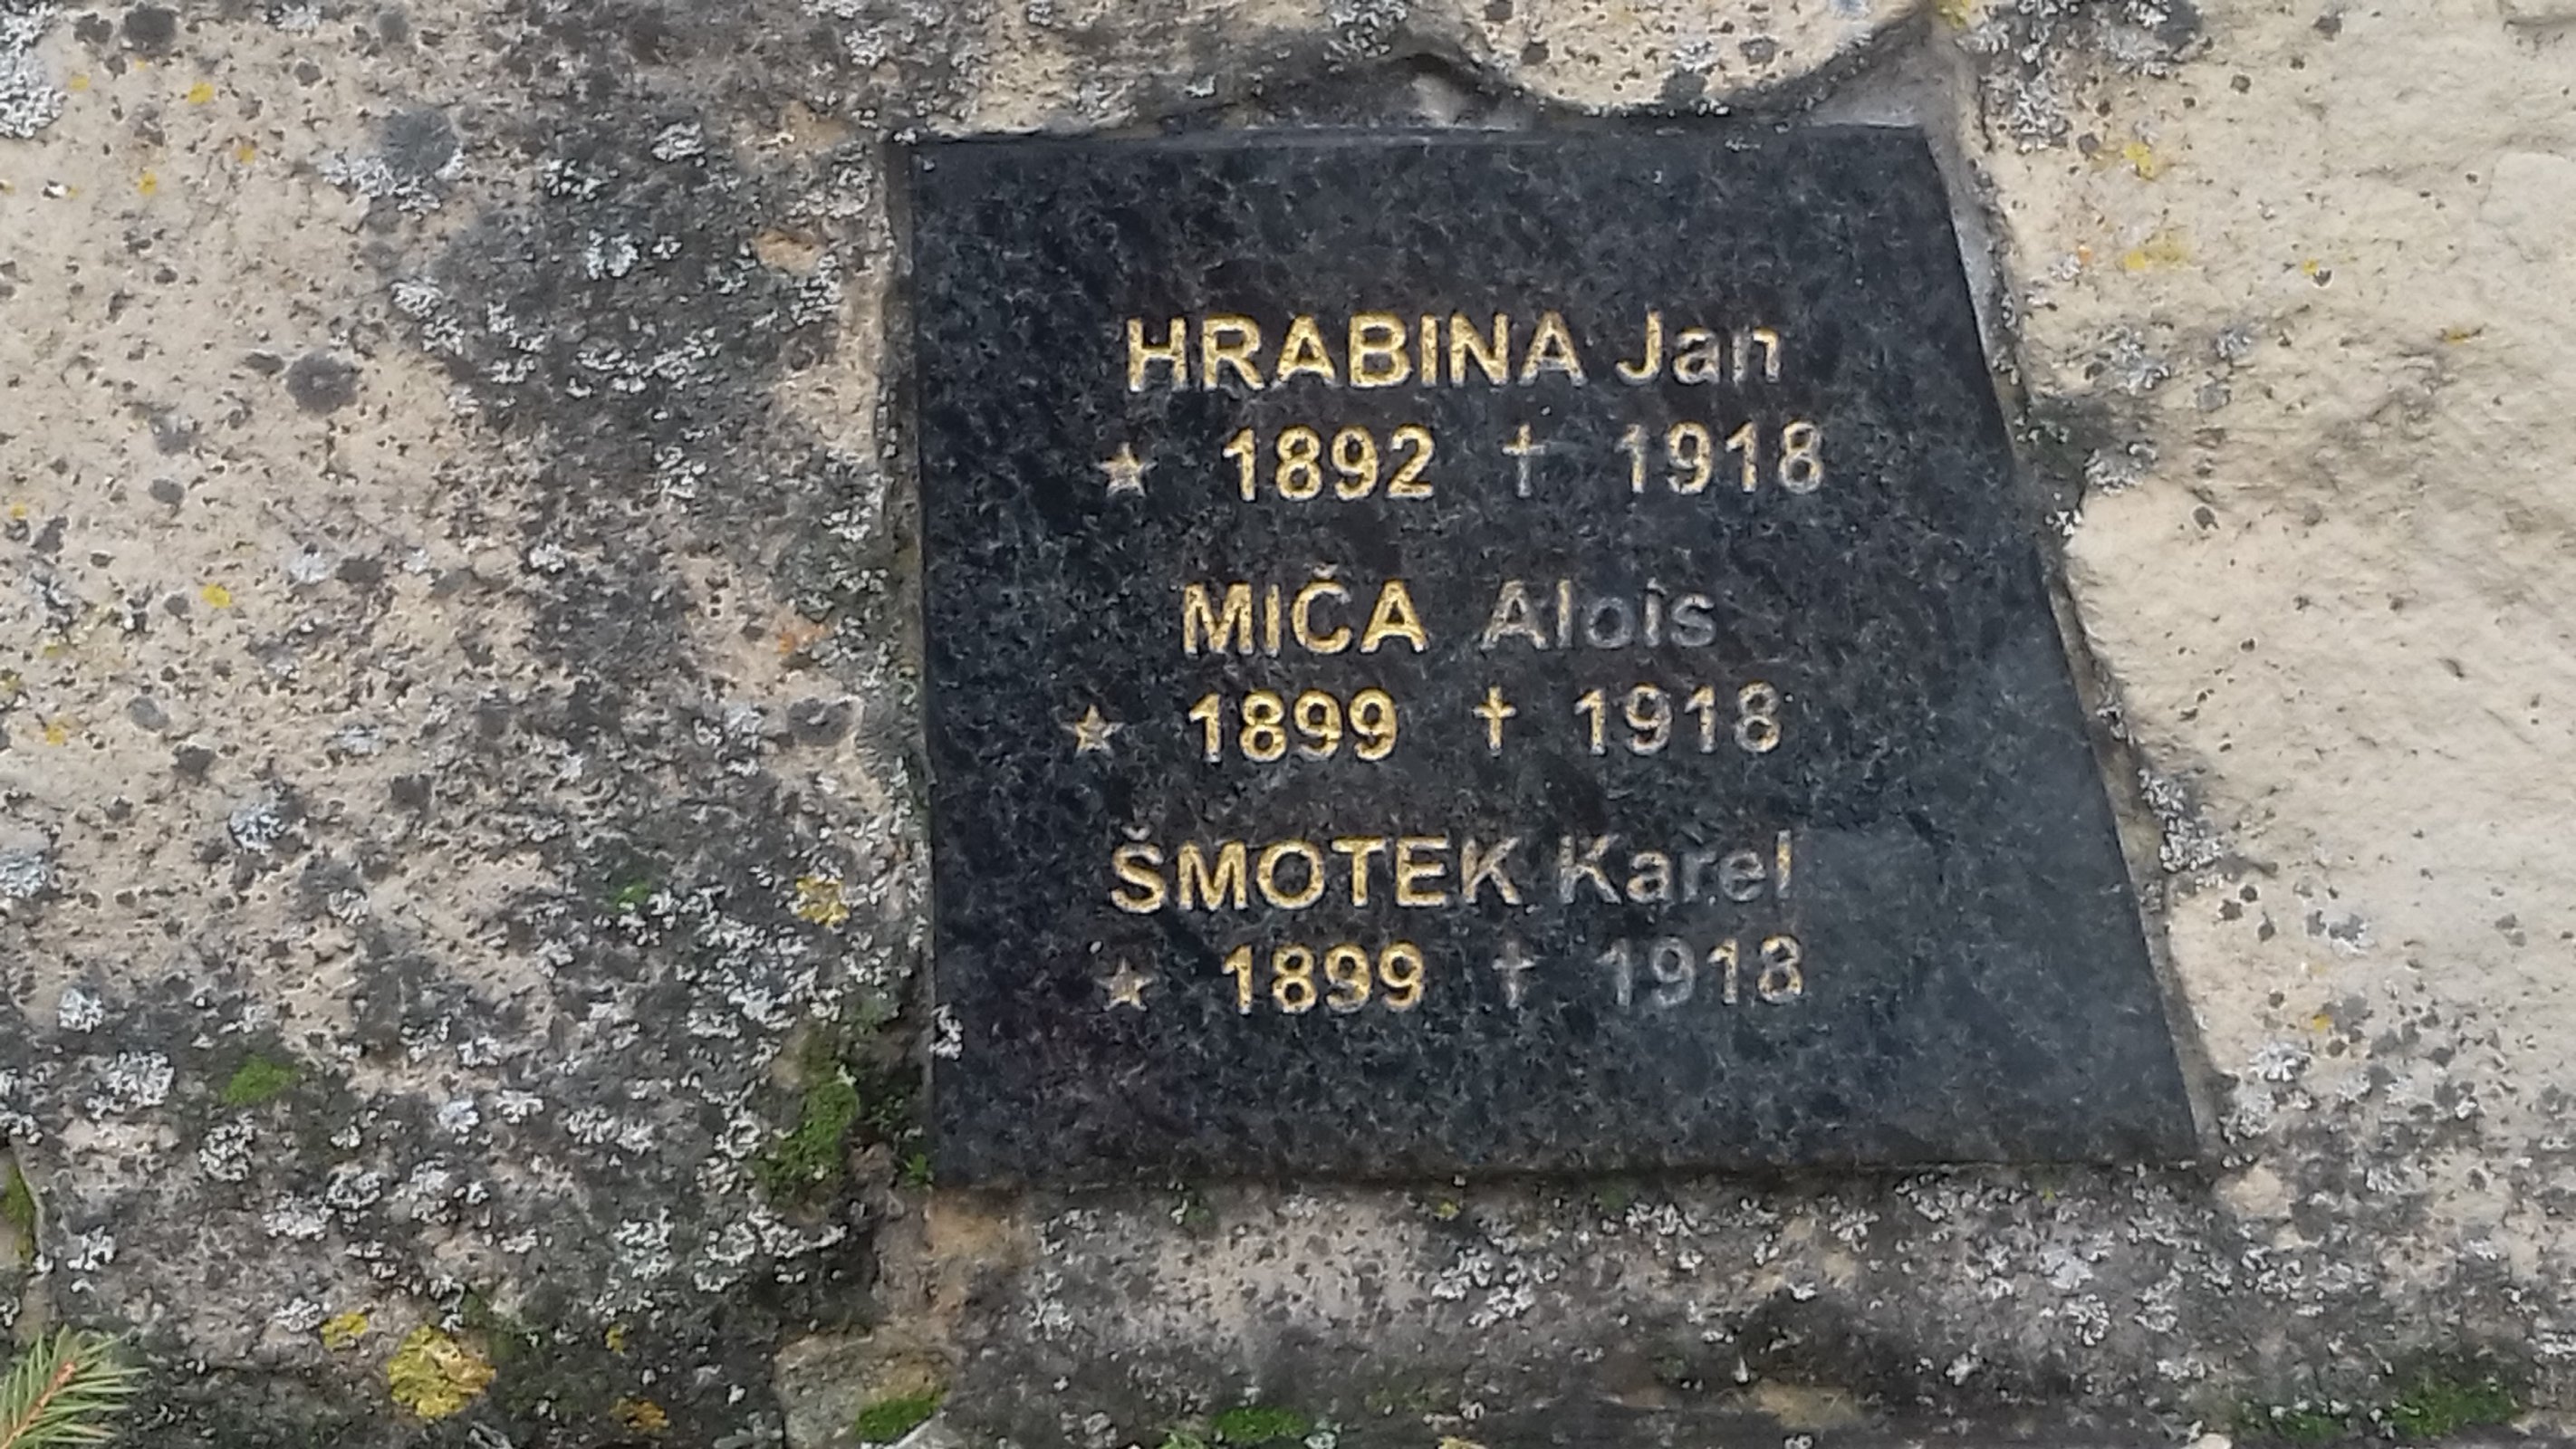 HRABINA Jan
★ 1892 † 1918
MIČA Alois
★ 1899 † 1918
ŠMOTEK Karel
★ 1899 † 1918